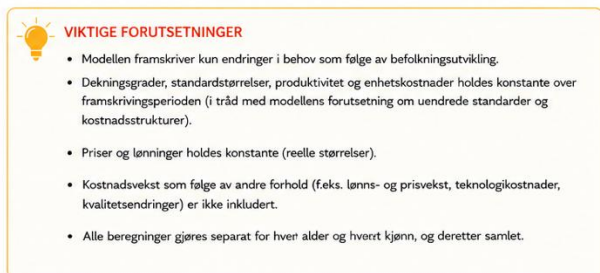 VIKTIGE FORUTSETNINGER
• Modellen framskriver kun endringer i behov som følge av befolkningsutvikling.
• Dekningsgrader, standardstørrelser, produktivitet og enhetskostnader holdes konstante over
framskrivingsperioden (i tråd med modellens forutsetning om uendrede standarder og
kostnadsstrukturer).
• Priser og lønninger holdes konstante (reelle størrelser).
• Kostnadsvekst som følge av andre forhold (f.eks. lønns- og prisvekst, teknologikostnader,
kvalitetsendringer) er ikke inkludert.
• Alle beregninger gjøres separat for hver alder og hvert kjønn, og deretter samlet.